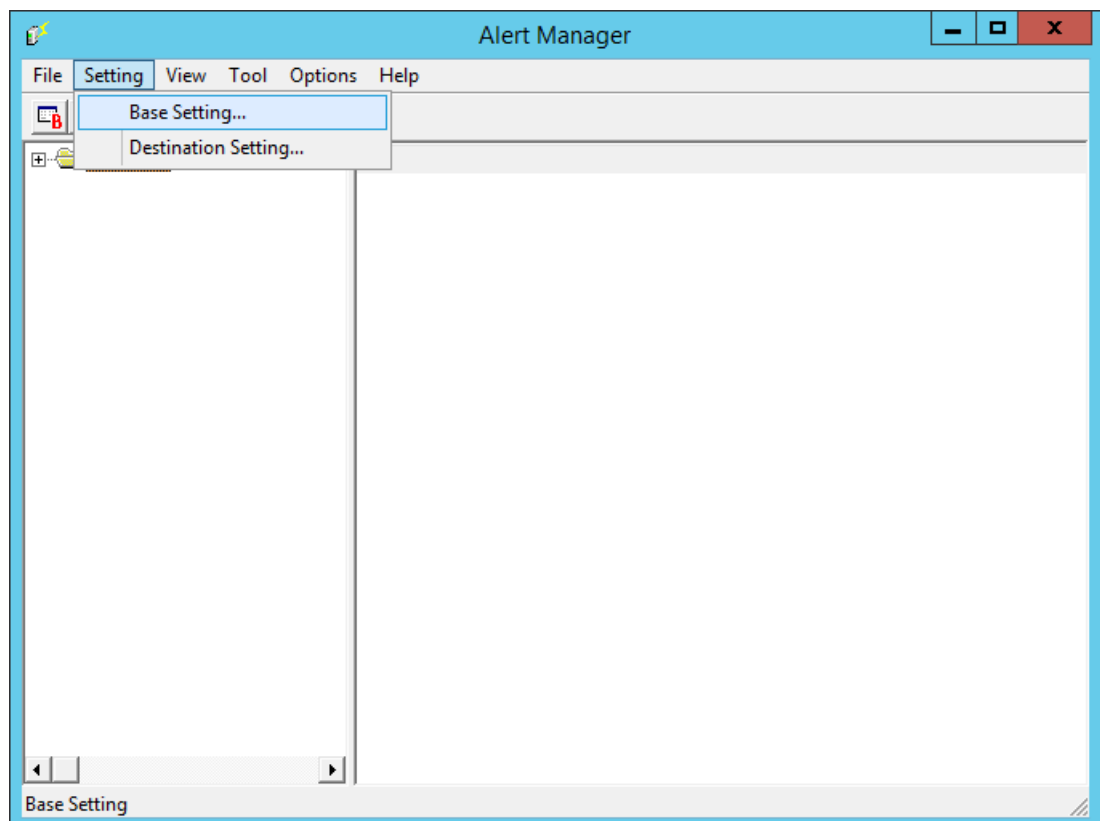 Alert Manager
File Setting View Tool Options Help
B
Base Setting...
Destination Setting...
Base Setting